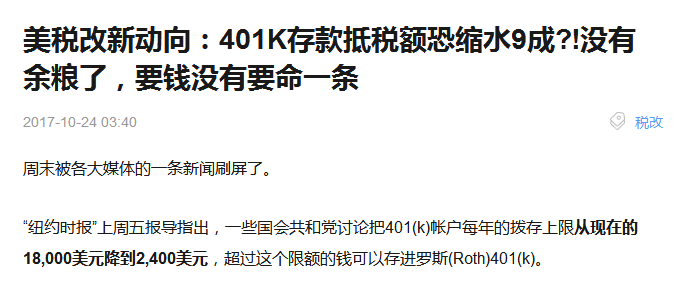 美税改新动向：401K存款抵税额恐缩水9成?!没有
余粮了，要钱没有要命一条
2017-10-24 03:40
税改
周末被各大媒体的一条新闻刷屏了。
“纽约时报”上周五报导指出，一些国会共和党讨论把401(k)帐户每年的拨存上限从现在的
18,000美元降到2,400美元，超过这个限额的钱可以存进罗斯(Roth)401(k)。